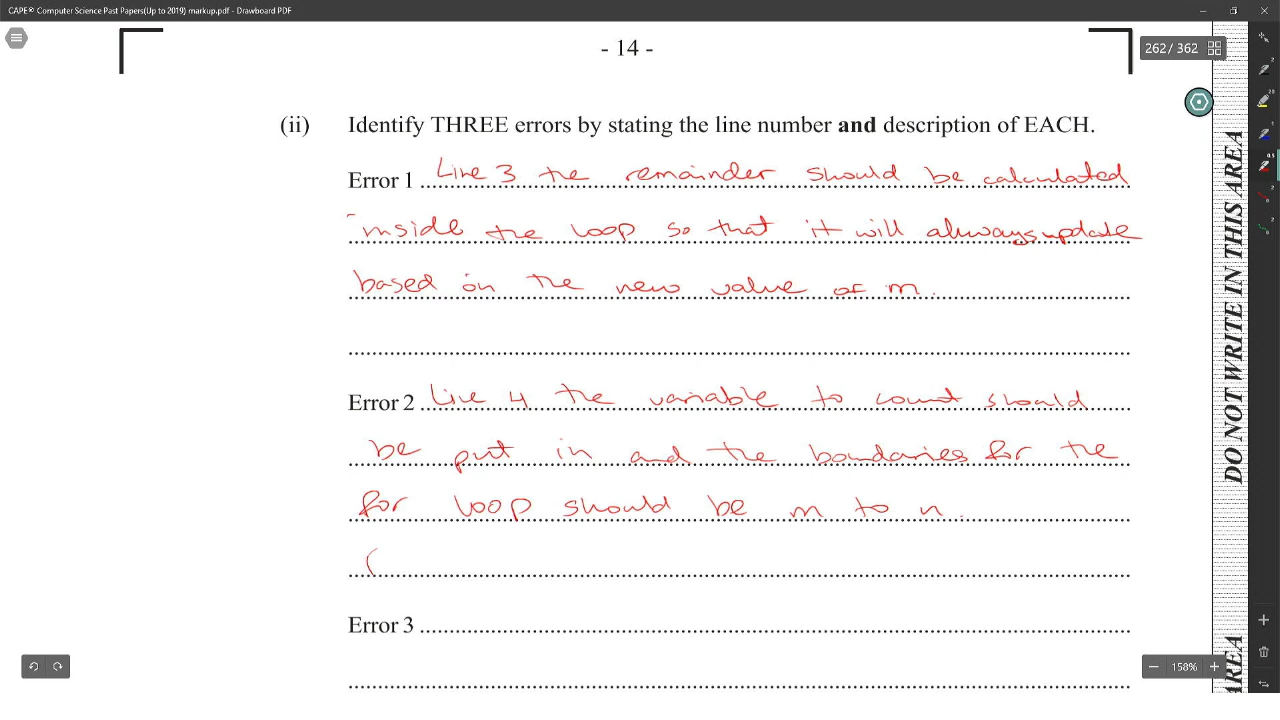 CAPE® Computer Science Past Papers(Up to 2019) markup.pdf - Drawboard PDF
- 14 -
262 / 362
(ii) Identify THREE errors by stating the line number and description of EACH.
Error 1 Line 3 the remainder should be calculated
inside the loop so that it will always update
based on the new value of m.
Error 2 Line 4 the variable to count should
be put in and the boundaries for the
for loop should be m to n.
(
Error 3
DO NOT WRITE IN THIS AREA
AREA
158%